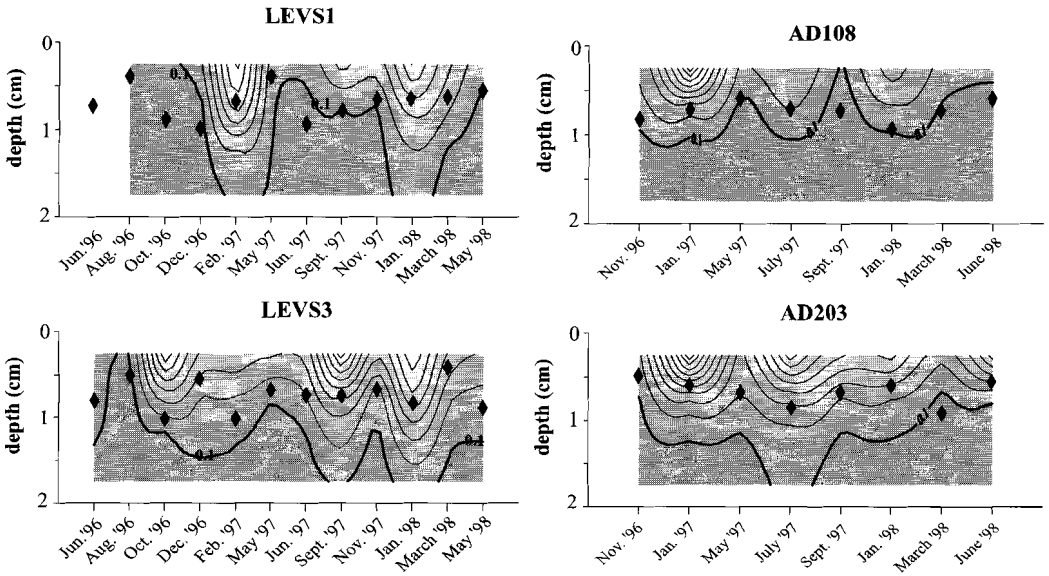 LEVS1
0
1
2
depth (cm)
0.1
0.1
Jun. '96
Aug. '96
Oct. '96
Dec. '96
Feb. '97
May '97
Jun. '97
Sept. '97
Nov. '97
Jan. '98
March '98
May '98
AD108
0
1
2
depth (cm)
.1
.1
.1
Nov. '96
Jan. '97
May '97
July '97
Sept. '97
Jan. '98
March '98
June '98
LEVS3
0
1
2
depth (cm)
0.1
0.1
Jun. '96
Aug. '96
Oct. '96
Dec. '96
Feb. '97
May '97
Jun. '97
Sept. '97
Nov. '97
Jan. '98
March '98
May '98
AD203
0
1
2
depth (cm)
.1
Nov. '96
Jan. '97
May '97
July '97
Sept. '97
Jan. '98
March '98
June '98